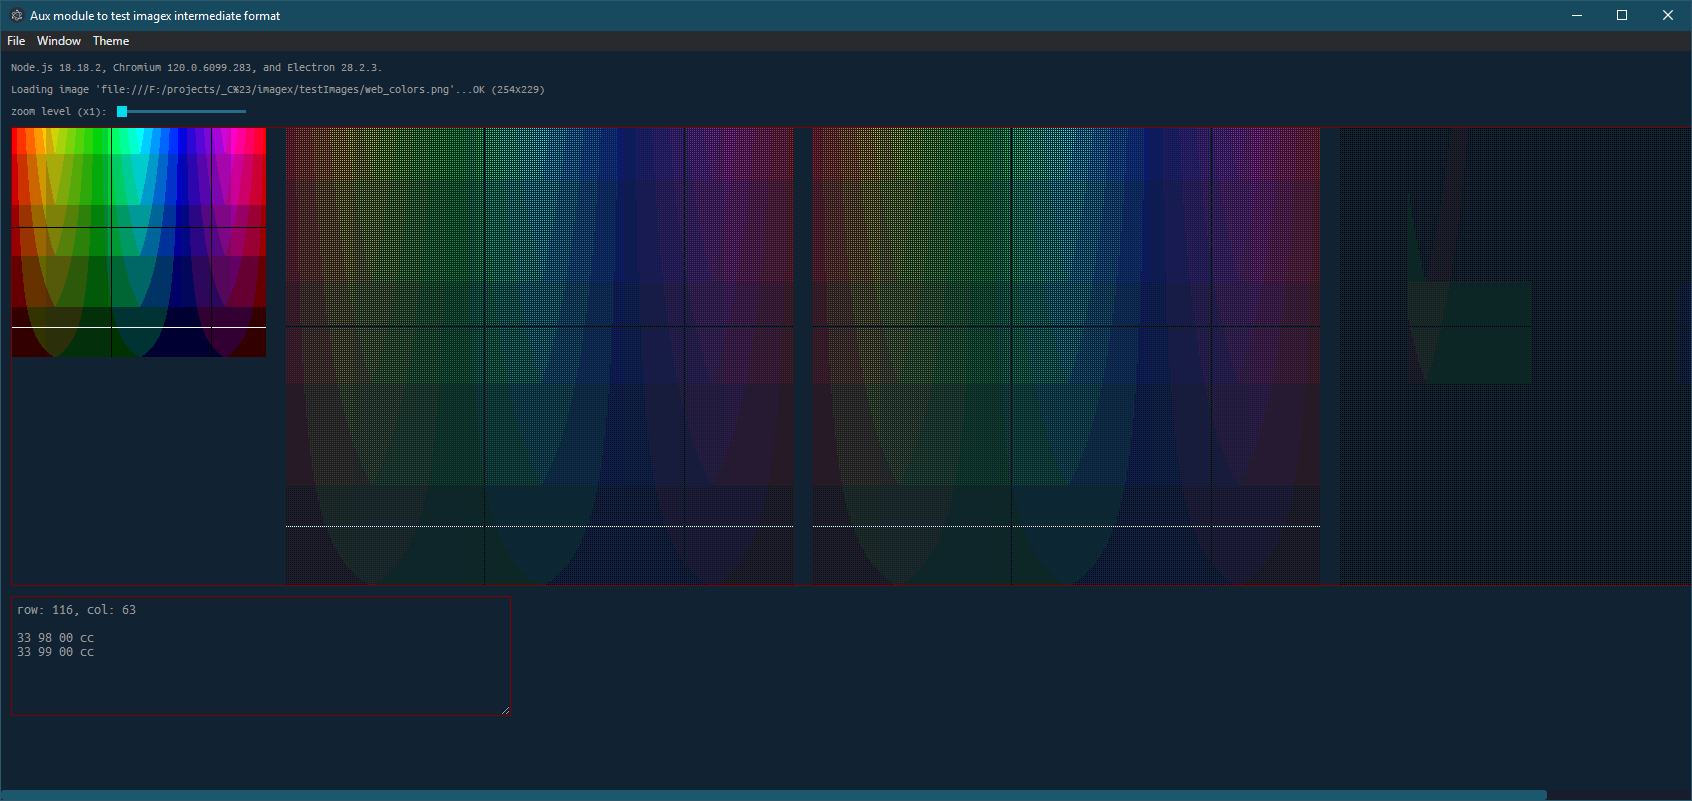 Aux module to test imagex intermediate format
File Window Theme
Node.js 18.18.2, Chromium 120.0.6099.283, and Electron 28.2.3.
Loading image 'file:///F:/projects/_C%23/imagex/testImages/web_colors.png'...OK (254x229)
zoom level (x1):
row: 116, col: 63
33 98 00 cc
33 99 00 cc